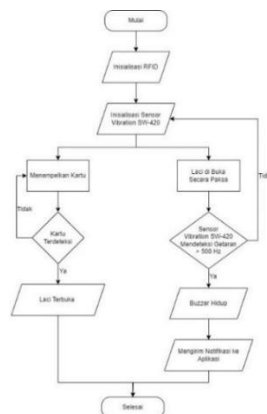 Mulai
Inisialisasi RFID
Inisialisasi Sensor
Vibration SW-420
Menempelkan Kartu
Laci di Buka
Secara Paksa
Tidak
Kartu
Terdeteksi
Sensor
Vibration SW-420
Mendeteksi Getaran
> 500 Hz
Ya
Ya
Laci Terbuka
Buzzer Hidup
Mengirim Notifikasi ke
Aplikasi
Selesai